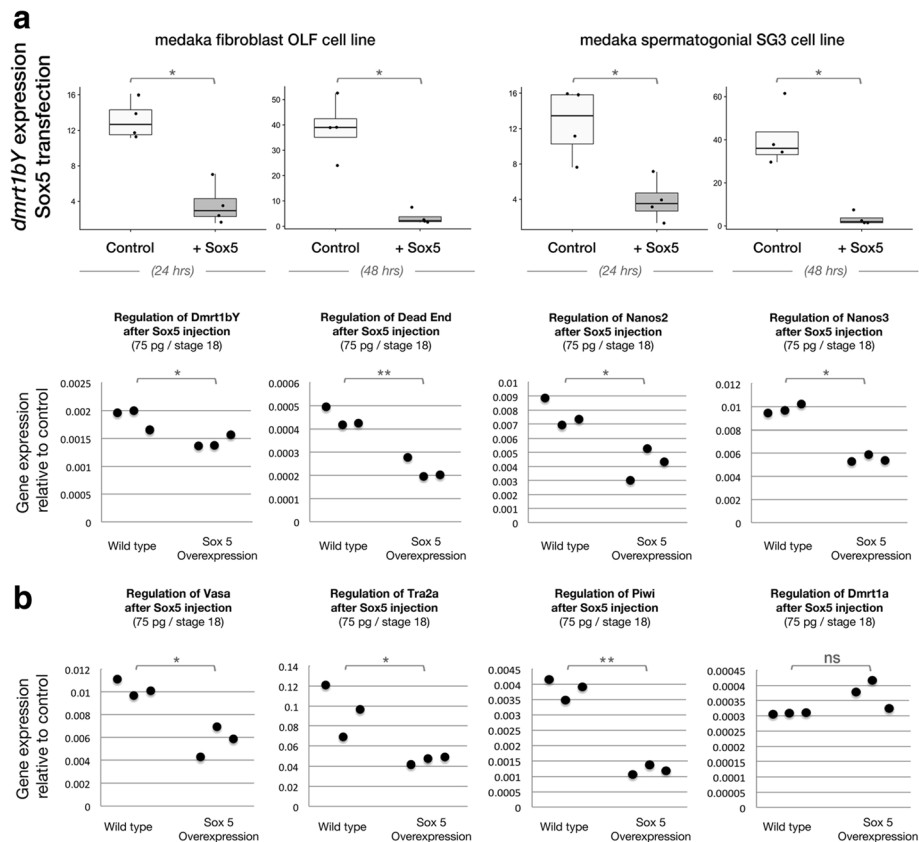 a
medaka fibroblast OLF cell line
medaka spermatogonial SG3 cell line
dmrt1bY expression
Sox5 transfection
* * * *
16 12 8 4
50 40 30 20 10 0
16 12 8 4
60 40 20 0
Control + Sox5 Control + Sox5 Control + Sox5 Control + Sox5
(24 hrs) (48 hrs) (24 hrs) (48 hrs)
Regulation of Dmrt1bY
after Sox5 injection
(75 pg / stage 18)
Regulation of Dead End
after Sox5 injection
(75 pg / stage 18)
Regulation of Nanos2
after Sox5 injection
(75 pg / stage 18)
Regulation of Nanos3
after Sox5 injection
(75 pg / stage 18)
Gene expression
relative to control
* ** * *
0.0025
0.002
0.0015
0.001
0.0005
0
0.0006
0.0005
0.0004
0.0003
0.0002
0.0001
0
0.01
0.009
0.008
0.007
0.006
0.005
0.004
0.003
0.002
0.001
0
0.012
0.01
0.008
0.006
0.004
0.002
0
Wild type Sox 5 Wild type Sox 5 Wild type Sox 5 Wild type Sox 5
Overexpression Overexpression Overexpression Overexpression
b
Regulation of Vasa
after Sox5 injection
(75 pg / stage 18)
Regulation of Tra2a
after Sox5 injection
(75 pg / stage 18)
Regulation of Piwi
after Sox5 injection
(75 pg / stage 18)
Regulation of Dmrt1a
after Sox5 injection
(75 pg / stage 18)
Gene expression
relative to control
* * ** ns
0.012
0.01
0.008
0.006
0.004
0.002
0
0.14
0.12
0.1
0.08
0.06
0.04
0.02
0
0.0045
0.004
0.0035
0.003
0.0025
0.002
0.0015
0.001
0.0005
0
0.00045
0.0004
0.00035
0.0003
0.00025
0.0002
0.00015
0.0001
0.00005
0
Wild type Sox 5 Wild type Sox 5 Wild type Sox 5 Wild type Sox 5
Overexpression Overexpression Overexpression Overexpression